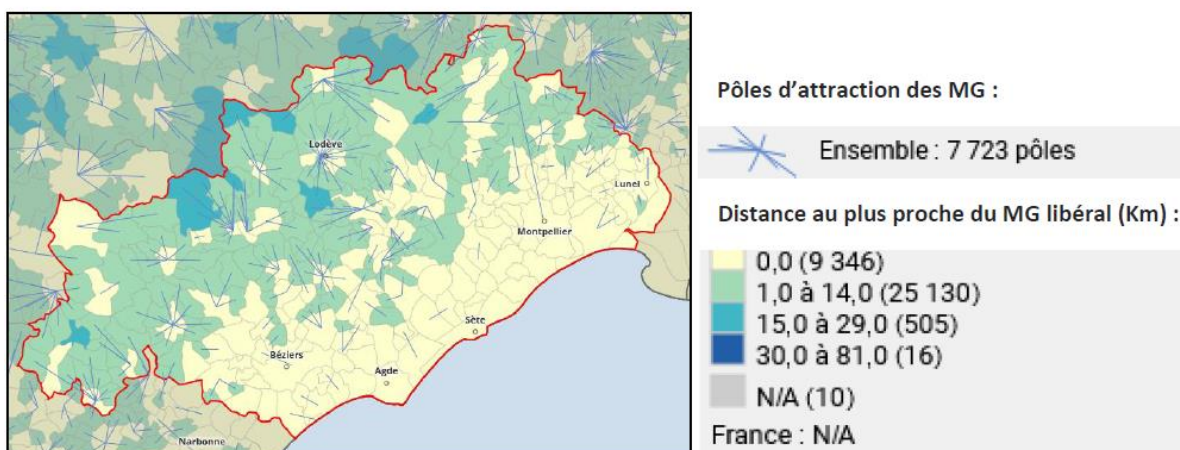 Lodève
Lunel
Montpellier
Sète
Béziers
Agde
Narbonne
Pôles d'attraction des MG :
Ensemble : 7 723 pôles
Distance au plus proche du MG libéral (Km) :
0,0 (9 346)
1,0 à 14,0 (25 130)
15,0 à 29,0 (505)
30,0 à 81,0 (16)
N/A (10)
France : N/A